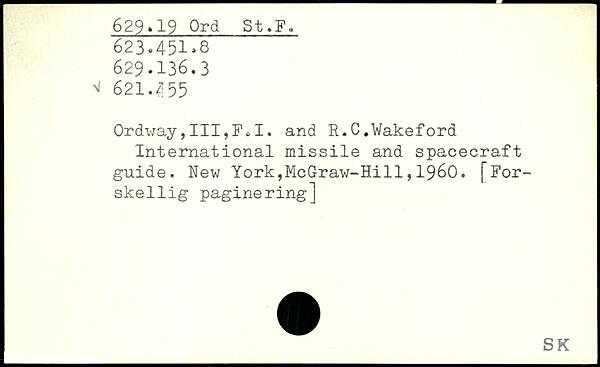 629.19 Ord St.F.
623.451.8
629.136.3
√ 621.455
Ordway,III,F.I. and R.C.Wakeford
International missile and spacecraft
guide. New York,McGraw-Hill,1960. [For-
skellig paginering]
SK